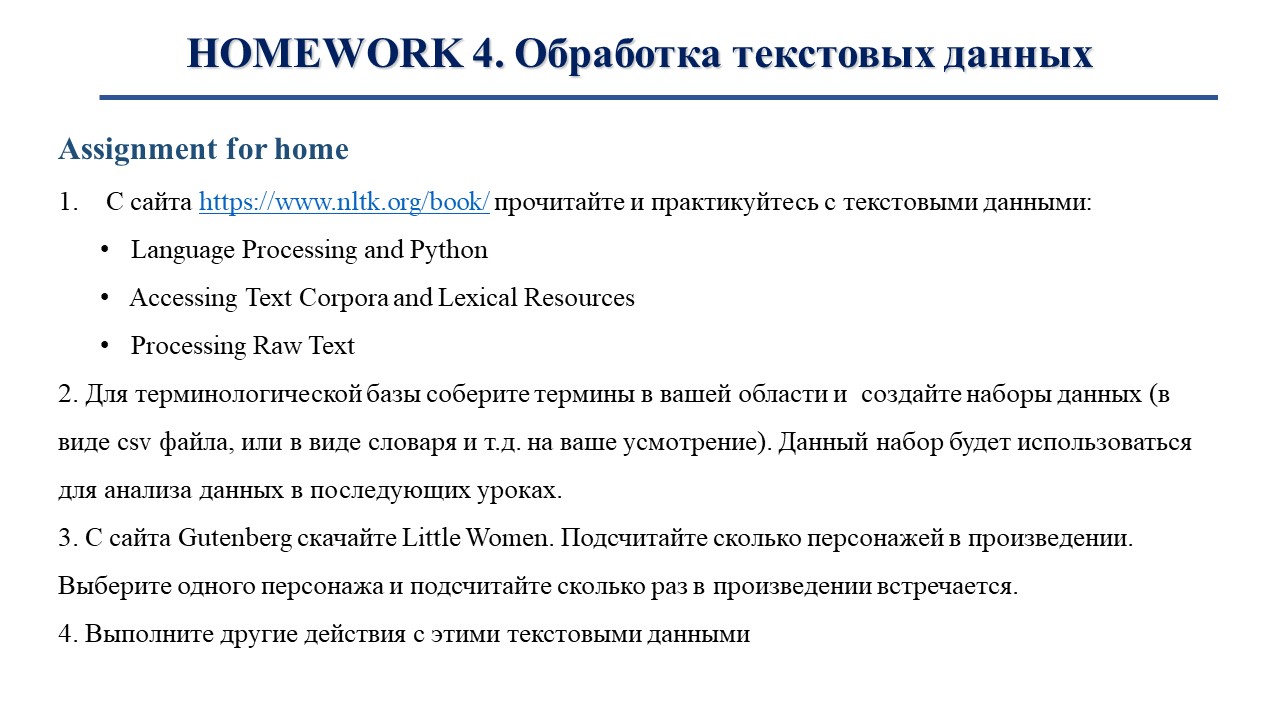 HOMEWORK 4. Обработка текстовых данных
Assignment for home
1. С сайта https://www.nltk.org/book/ прочитайте и практикуйтесь с текстовыми данными:
• Language Processing and Python
• Accessing Text Corpora and Lexical Resources
• Processing Raw Text
2. Для терминологической базы соберите термины в вашей области и создайте наборы данных (в
виде csv файла, или в виде словаря и т.д. на ваше усмотрение). Данный набор будет использоваться
для анализа данных в последующих уроках.
3. С сайта Gutenberg скачайте Little Women. Подсчитайте сколько персонажей в произведении.
Выберите одного персонажа и подсчитайте сколько раз в произведении встречается.
4. Выполните другие действия с этими текстовыми данными